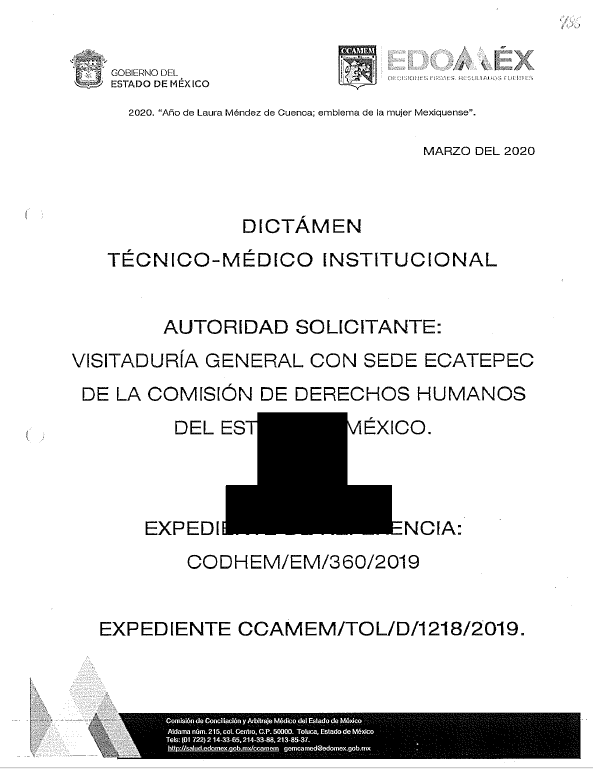 GOBIERNO DEL
ESTADO DE MÉXICO
CCAMEM
EDOMÉX
DECISIONES FIRMES, RESULTADOS FUERTES
2020. "Año de Laura Méndez de Cuenca; emblema de la mujer Mexiquense".
MARZO DEL 2020
DICTÁMEN
TÉCNICO-MÉDICO INSTITUCIONAL
AUTORIDAD SOLICITANTE:
VISITADURÍA GENERAL CON SEDE ECATEPEC
DE LA COMISIÓN DE DERECHOS HUMANOS
DEL EST MÉXICO.
EXPEDIENTE DE REFERENCIA:
CODHEM/EM/360/2019
EXPEDIENTE CCAMEM/TOL/D/1218/2019.
Comisión de Conciliación y Arbitraje Médico del Estado de México
Aldama núm. 215, col. Centro, C.P. 50000. Toluca, Estado de México
Tels: (01 722) 2 14-33-65, 214-33-88, 213-85-37.
http://salud.edomex.gob.mx/ccamem gemcamed@edomex.gob.mx